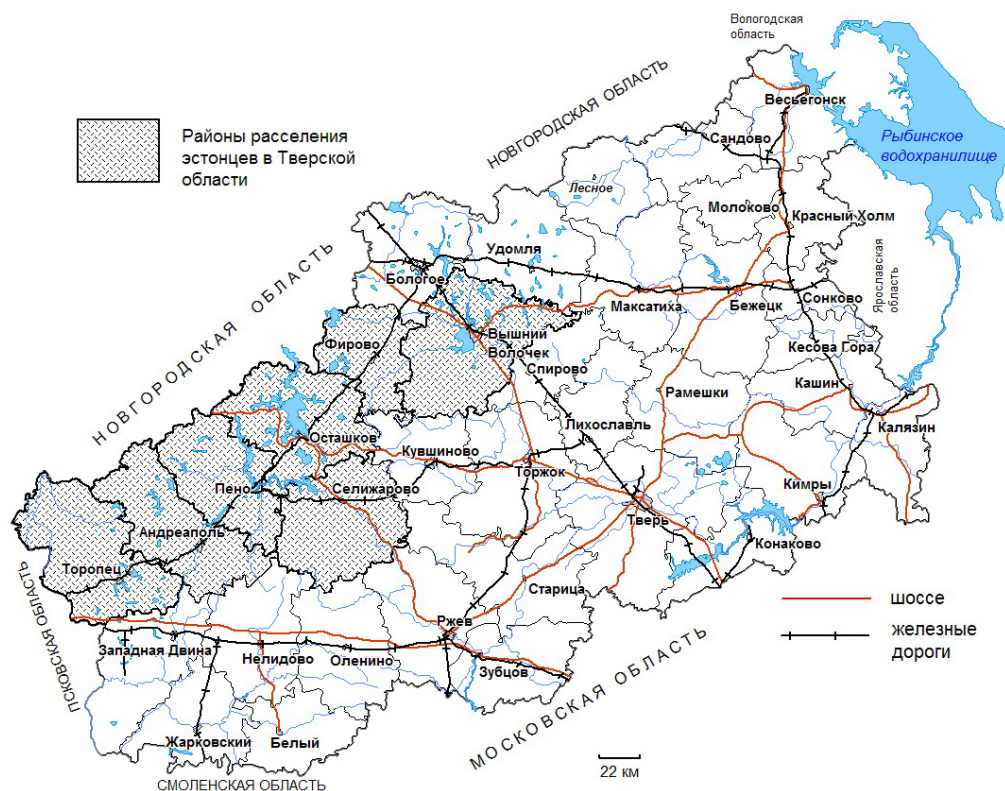 Вологодская
область
НОВГОРОДСКАЯ ОБЛАСТЬ
Весьегонск
Сандово
Рыбинское
водохранилище
Районы расселения
эстонцев в Тверской
области
Лесное
Молоково
Красный Холм
НОВГОРОДСКАЯ ОБЛАСТЬ
Удомля
Бологое
Ярославская
область
Максатиха
Бежецк
Сонково
Фирово
Вышний
Волочек
Спирово
Кесова Гора
Рамешки
Кашин
Калязин
Осташков
Лихославль
Кувшиново
Торжок
Пено
Селижарово
Кимры
Тверь
Андреаполь
Конаково
Торопец
ПСКОВСКАЯ ОБЛАСТЬ
Старица
шоссе
Ржев
железные
дороги
Западная Двина
Нелидово
Оленино
Зубцов
МОСКОВСКАЯ ОБЛАСТЬ
Жарковский
Белый
22 км
СМОЛЕНСКАЯ ОБЛАСТЬ